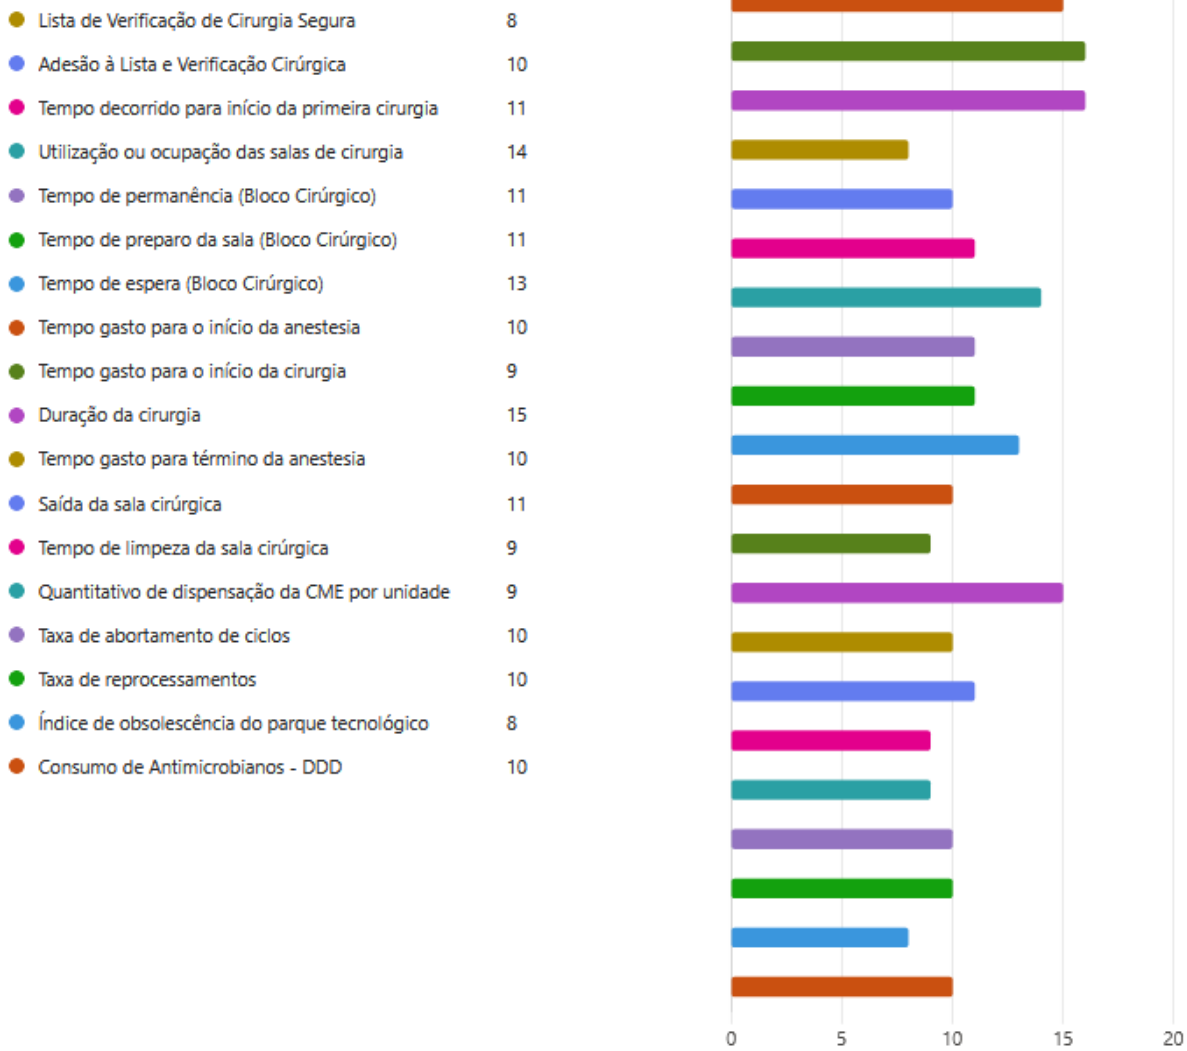 Lista de Verificação de Cirurgia Segura 8
Adesão à Lista e Verificação Cirúrgica 10
Tempo decorrido para início da primeira cirurgia 11
Utilização ou ocupação das salas de cirurgia 14
Tempo de permanência (Bloco Cirúrgico) 11
Tempo de preparo da sala (Bloco Cirúrgico) 11
Tempo de espera (Bloco Cirúrgico) 13
Tempo gasto para o início da anestesia 10
Tempo gasto para o início da cirurgia 9
Duração da cirurgia 15
Tempo gasto para término da anestesia 10
Saída da sala cirúrgica 11
Tempo de limpeza da sala cirúrgica 9
Quantitativo de dispensação da CME por unidade 9
Taxa de abortamento de ciclos 10
Taxa de reprocessamentos 10
Índice de obsolescência do parque tecnológico 8
Consumo de Antimicrobianos - DDD 10
0 5 10 15 20